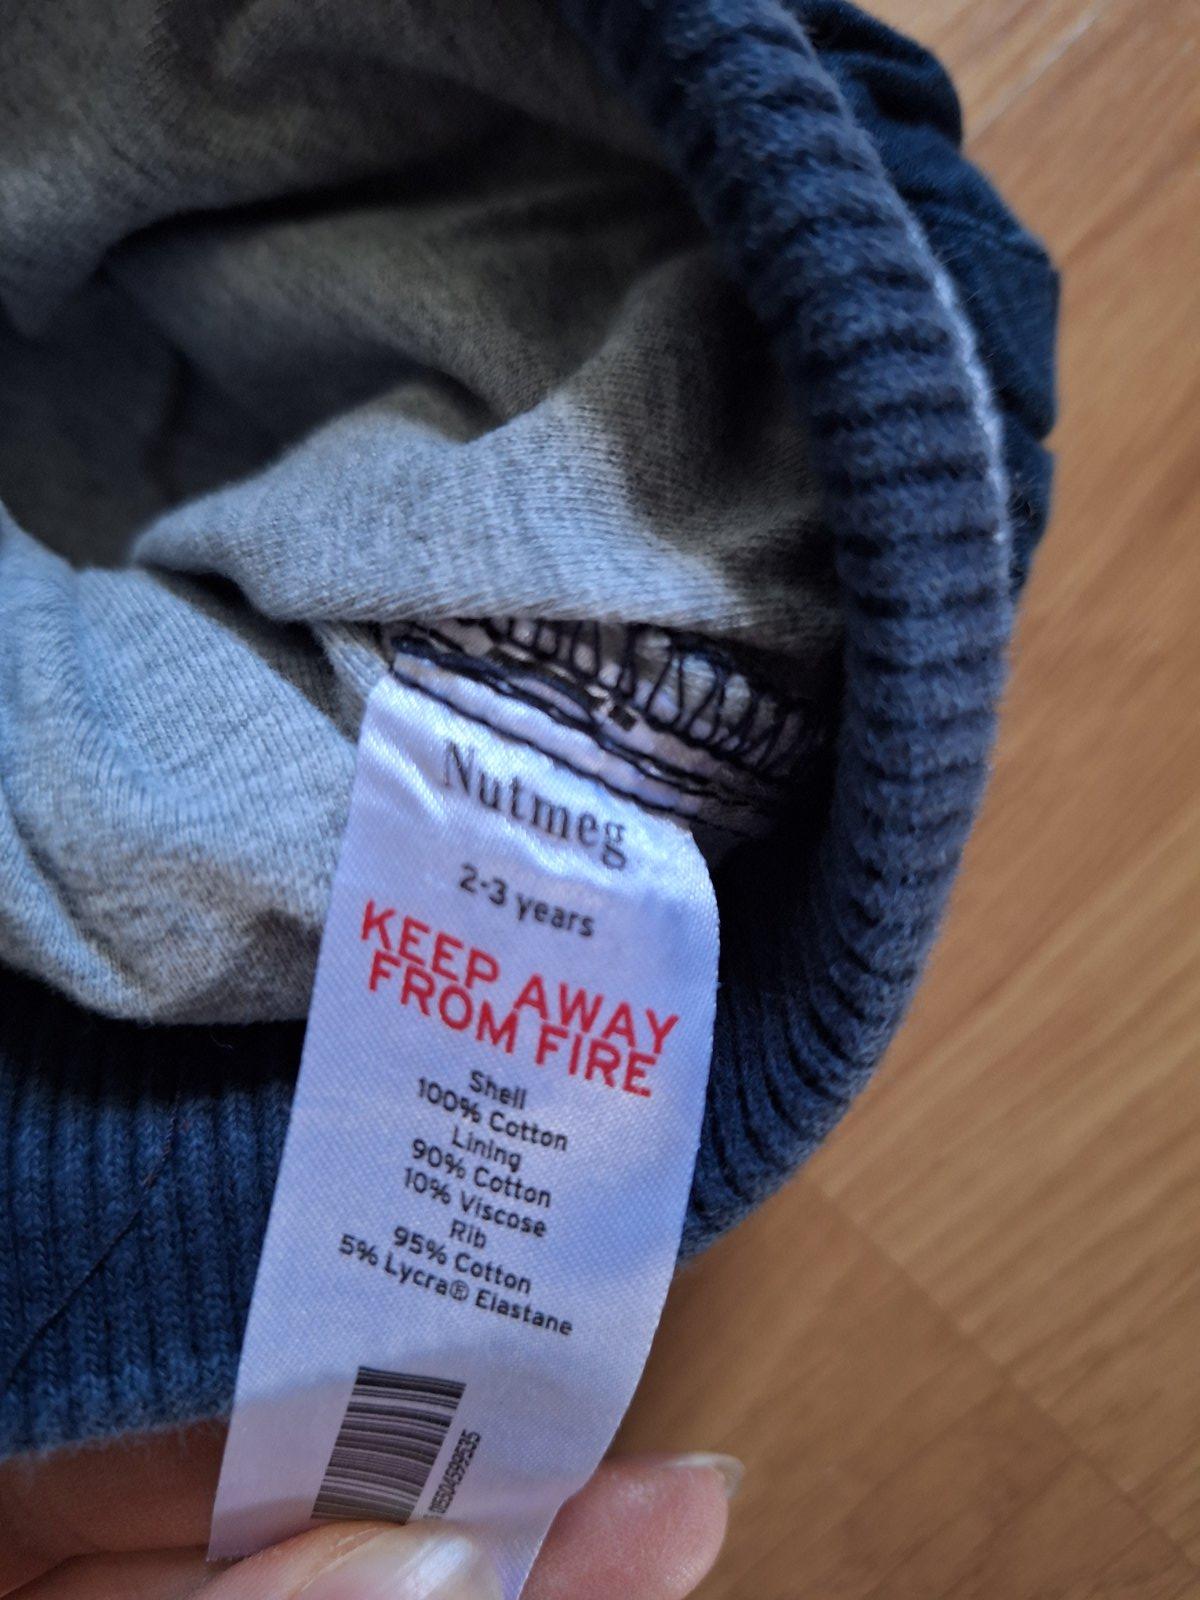 Nutmeg
2-3 years
KEEP AWAY
FROM FIRE
Shell
100% Cotton
Lining
90% Cotton
10% Viscose
Rib
95% Cotton
5% Lycra® Elastane